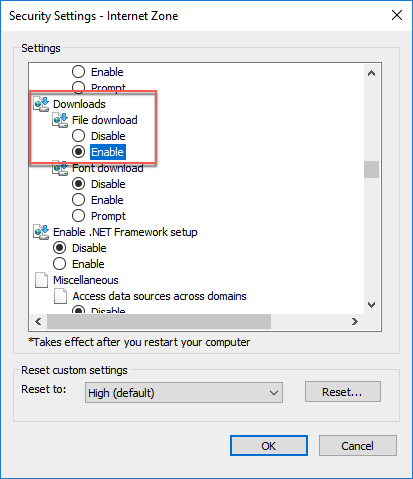 Security Settings - Internet Zone
Settings
Enable
Prompt
Downloads
File download
Disable
Enable
Font download
Disable
Enable
Prompt
Enable .NET Framework setup
Disable
Enable
Miscellaneous
Access data sources across domains
Disable
*Takes effect after you restart your computer
Reset custom settings
Reset to: High (default) Reset...
OK Cancel